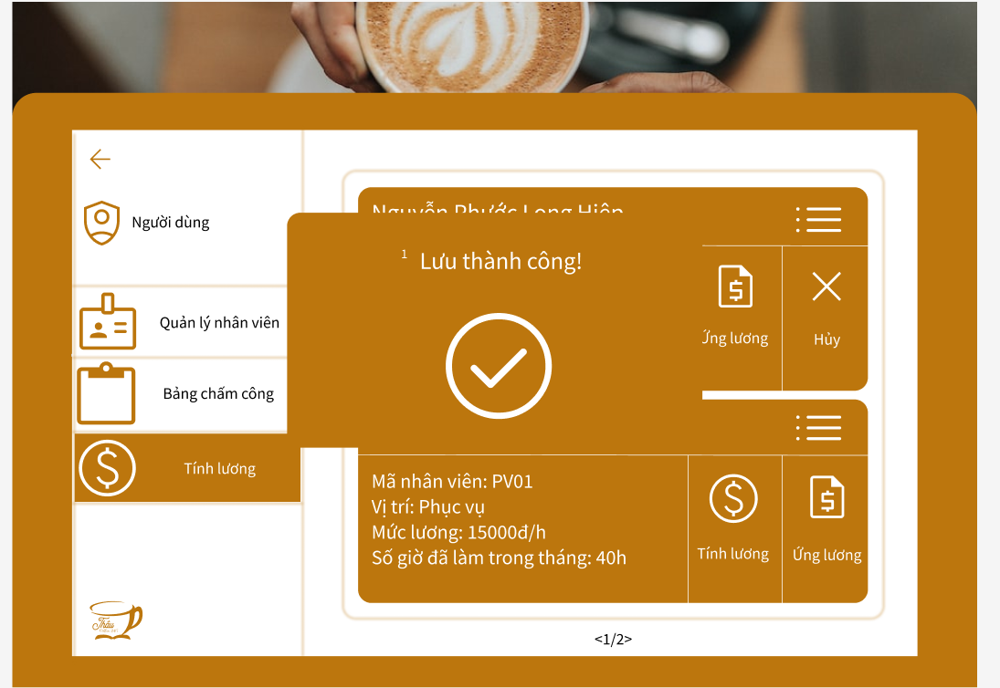 Người dùng
Quản lý nhân viên
Bảng chấm công
Tính lương
Nguyễn Phước Long Hiệp
1 Lưu thành công!
Ứng lương
Hủy
Mã nhân viên: PV01
Vị trí: Phục vụ
Mức lương: 15000đ/h
Số giờ đã làm trong tháng: 40h
Tính lương
Ứng lương
Thâu
<1/2>